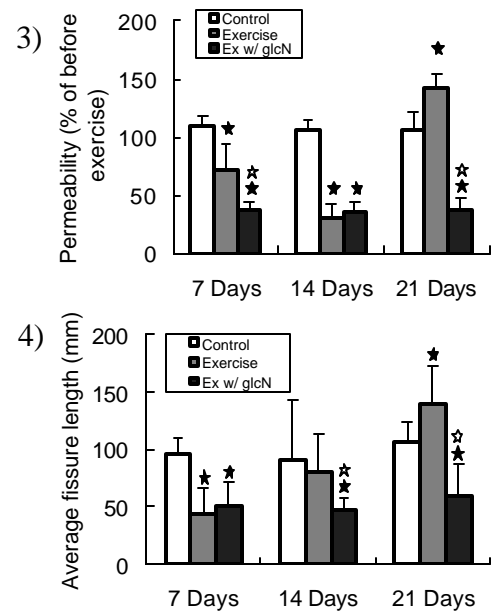 3)
Permeability (% of before
exercise)
200
150
100
50
0
Control
Exercise
Ex w/ glcN
7 Days
14 Days
21 Days
4)
Average fissure length (mm)
200
150
100
50
0
Control
Exercise
Ex w/ glcN
7 Days
14 Days
21 Days